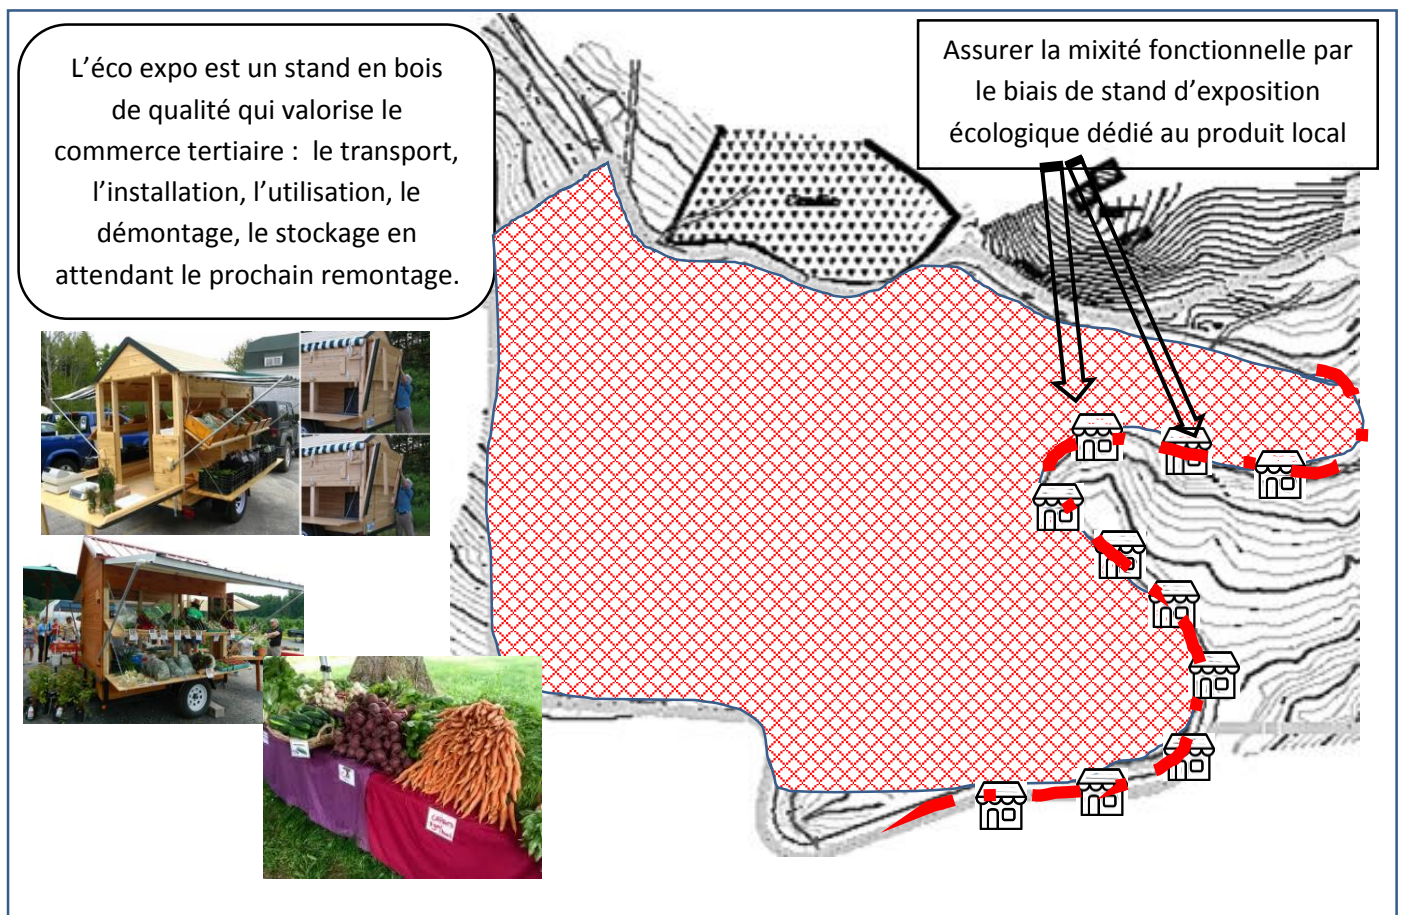 L’éco expo est un stand en bois
de qualité qui valorise le
commerce tertiaire :  le transport,
l’installation, l’utilisation, le
démontage, le stockage en
attendant le prochain remontage.
Assurer la mixité fonctionnelle par
le biais de stand d’exposition
écologique dédié au produit local